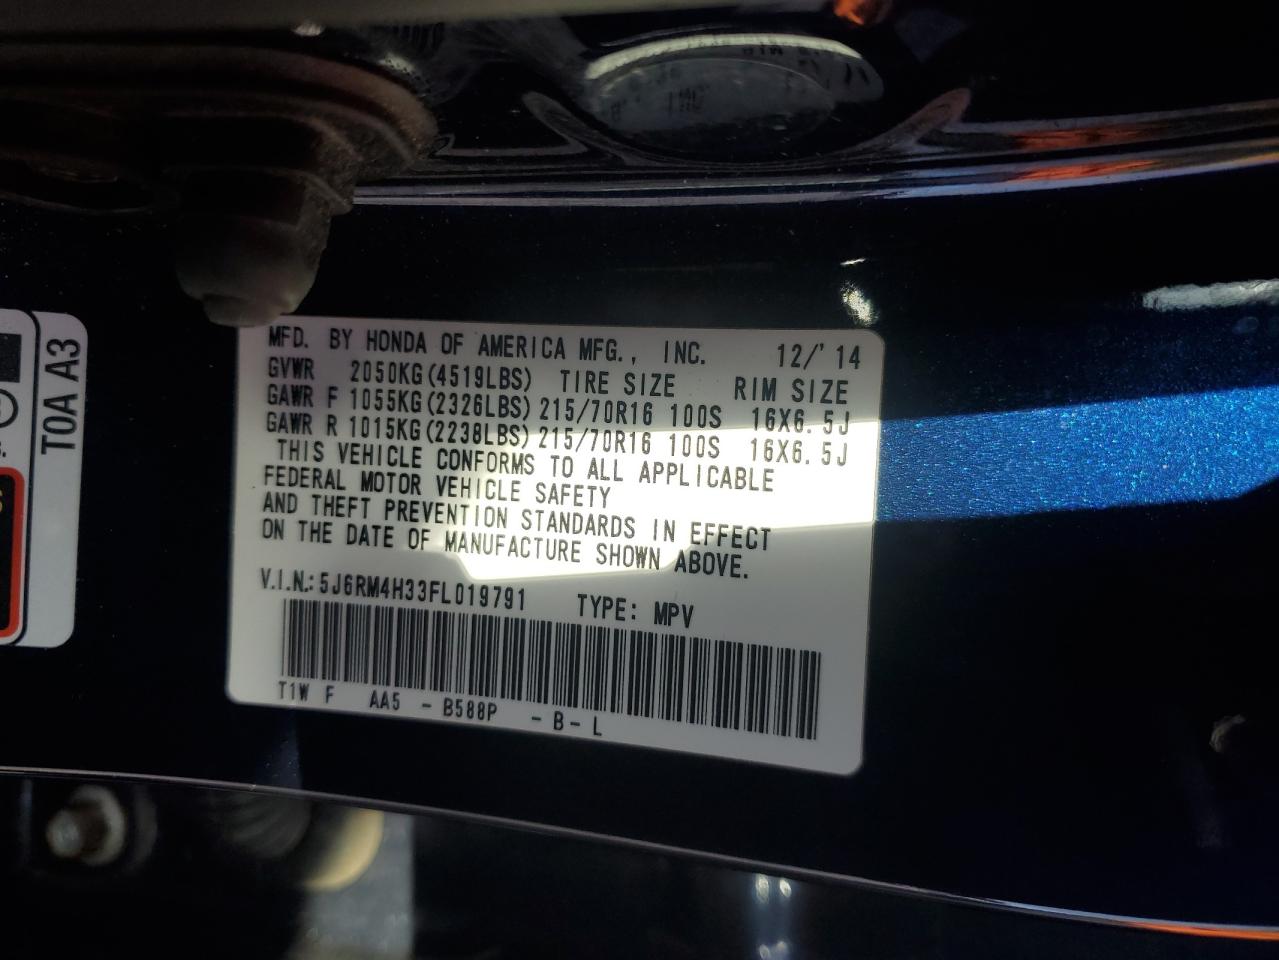 MFD. BY HONDA OF AMERICA MFG., INC. 12/'14
GVWR 2050KG(4519LBS) TIRE SIZE RIM SIZE
GAWR F 1055KG(2326LBS) 215/70R16 100S 16X6.5J
GAWR R 1015KG(2238LBS) 215/70R16 100S 16X6.5J
THIS VEHICLE CONFORMS TO ALL APPLICABLE
FEDERAL MOTOR VEHICLE SAFETY
AND THEFT PREVENTION STANDARDS IN EFFECT
ON THE DATE OF MANUFACTURE SHOWN ABOVE.
V.I.N.: 5J6RM4H33FL019791 TYPE: MPV
T1W F AA5 - B588P - B - L
T0A A3